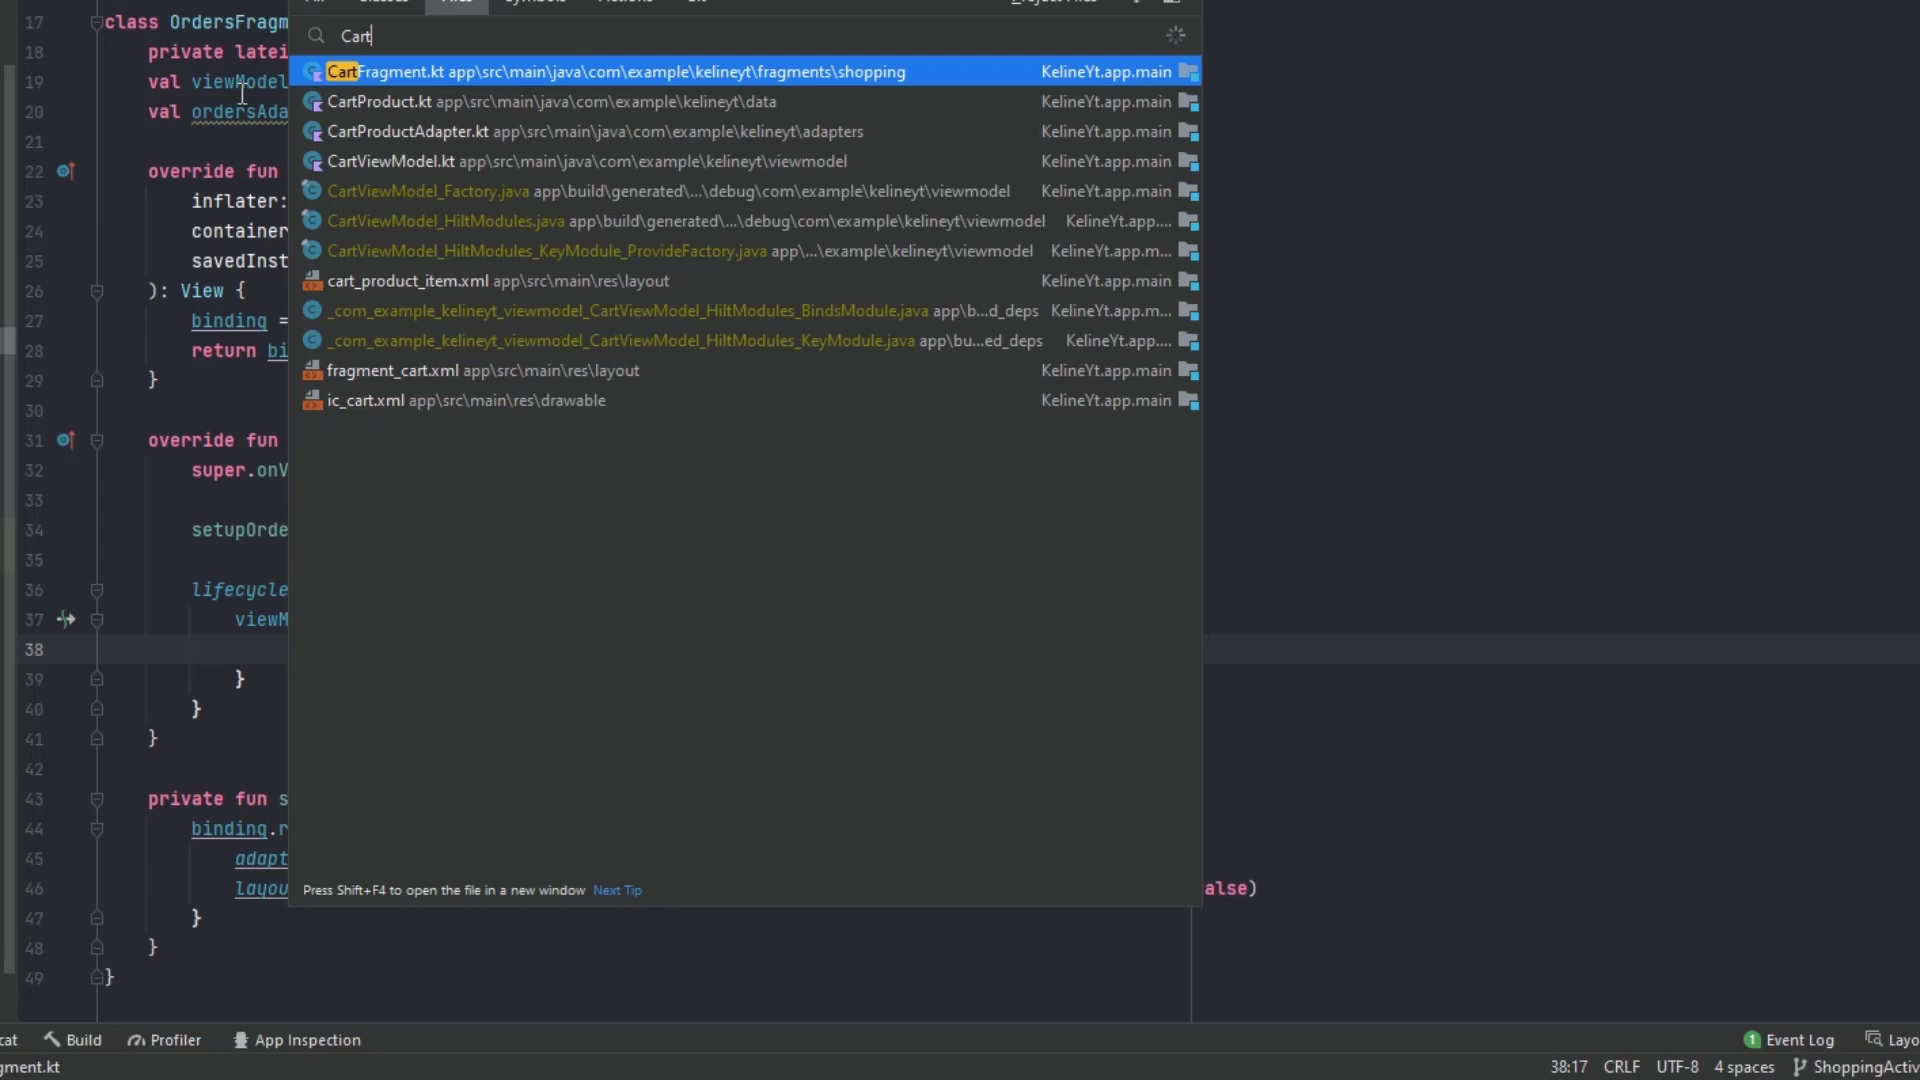 Cart
CartFragment.kt app\src\main\java\com\example\kelineyt\fragments\shopping KelineYt.app.main
CartProduct.kt app\src\main\java\com\example\kelineyt\data KelineYt.app.main
CartProductAdapter.kt app\src\main\java\com\example\kelineyt\adapters KelineYt.app.main
CartViewModel.kt app\src\main\java\com\example\kelineyt\viewmodel KelineYt.app.main
CartViewModel_Factory.java app\build\generated\...\debug\com\example\kelineyt\viewmodel KelineYt.app.main
CartViewModel_HiltModules.java app\build\generated\...\debug\com\example\kelineyt\viewmodel KelineYt.app....
CartViewModel_HiltModules_KeyModule_ProvideFactory.java app\...\example\kelineyt\viewmodel KelineYt.app.m...
cart_product_item.xml app\src\main\res\layout KelineYt.app.main
_com_example_kelineyt_viewmodel_CartViewModel_HiltModules_BindsModule.java app\b...d_deps KelineYt.app.m...
_com_example_kelineyt_viewmodel_CartViewModel_HiltModules_KeyModule.java app\bu...ed_deps KelineYt.app....
fragment_cart.xml app\src\main\res\layout KelineYt.app.main
ic_cart.xml app\src\main\res\drawable KelineYt.app.main
Press Shift+F4 to open the file in a new window Next Tip
17 class OrdersFragm
18 private latei
19 val viewModel
20 val ordersAda
21
22 override fun
23 inflater:
24 container
25 savedInst
26 ): View {
27 binding =
28 return bi
29 }
30
31 override fun
32 super.onV
33
34 setupOrde
35
36 lifecycle
37 viewM
38
39 }
40 }
41 }
42
43 private fun s
44 binding.r
45 adapt
46 layou alse)
47 }
48 }
49 }
cat Build Profiler App Inspection 1 Event Log Layo
gment.kt 38:17 CRLF UTF-8 4 spaces ShoppingActiv